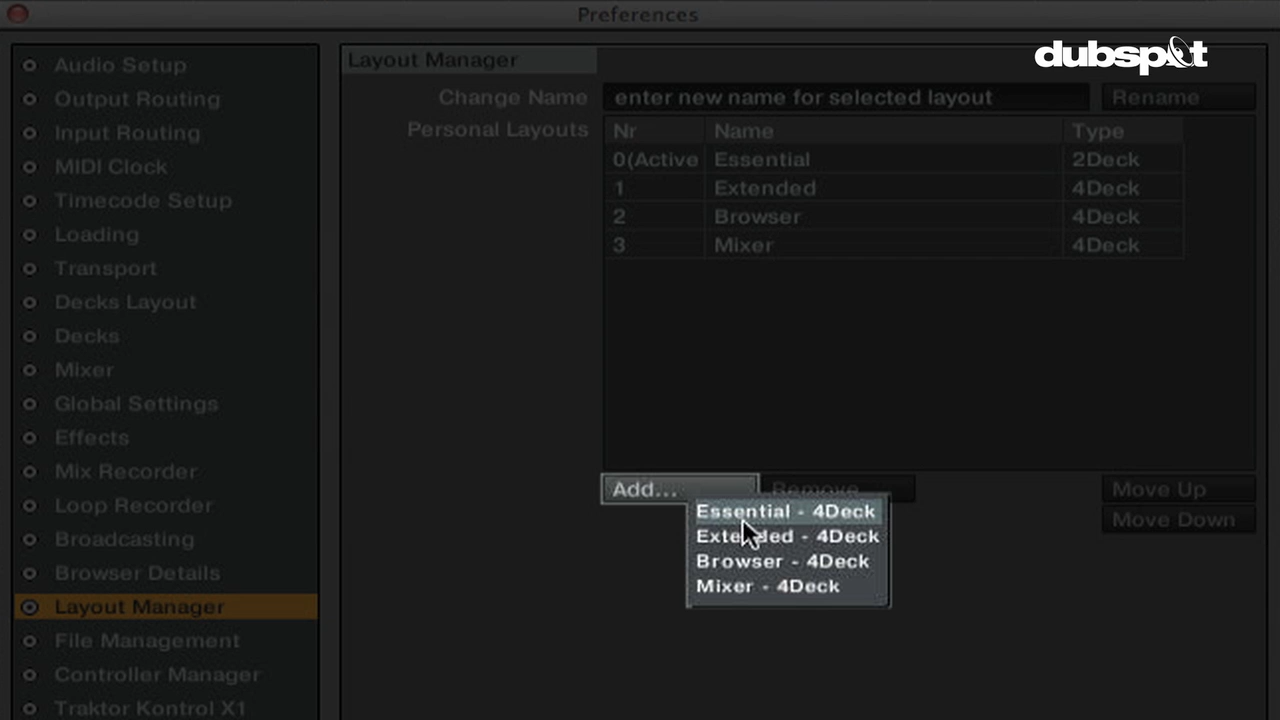 Preferences
dubspot
Audio Setup
Output Routing
Input Routing
MIDI Clock
Timecode Setup
Loading
Transport
Decks Layout
Decks
Mixer
Global Settings
Effects
Mix Recorder
Loop Recorder
Broadcasting
Browser Details
Layout Manager
File Management
Controller Manager
Traktor Kontrol X1
Layout Manager
Change Name enter new name for selected layout Rename
Personal Layouts Nr Name Type
0(Active Essential 2Deck
1 Extended 4Deck
2 Browser 4Deck
3 Mixer 4Deck
Add... Remove Move Up
Move Down
Essential - 4Deck
Extended - 4Deck
Browser - 4Deck
Mixer - 4Deck